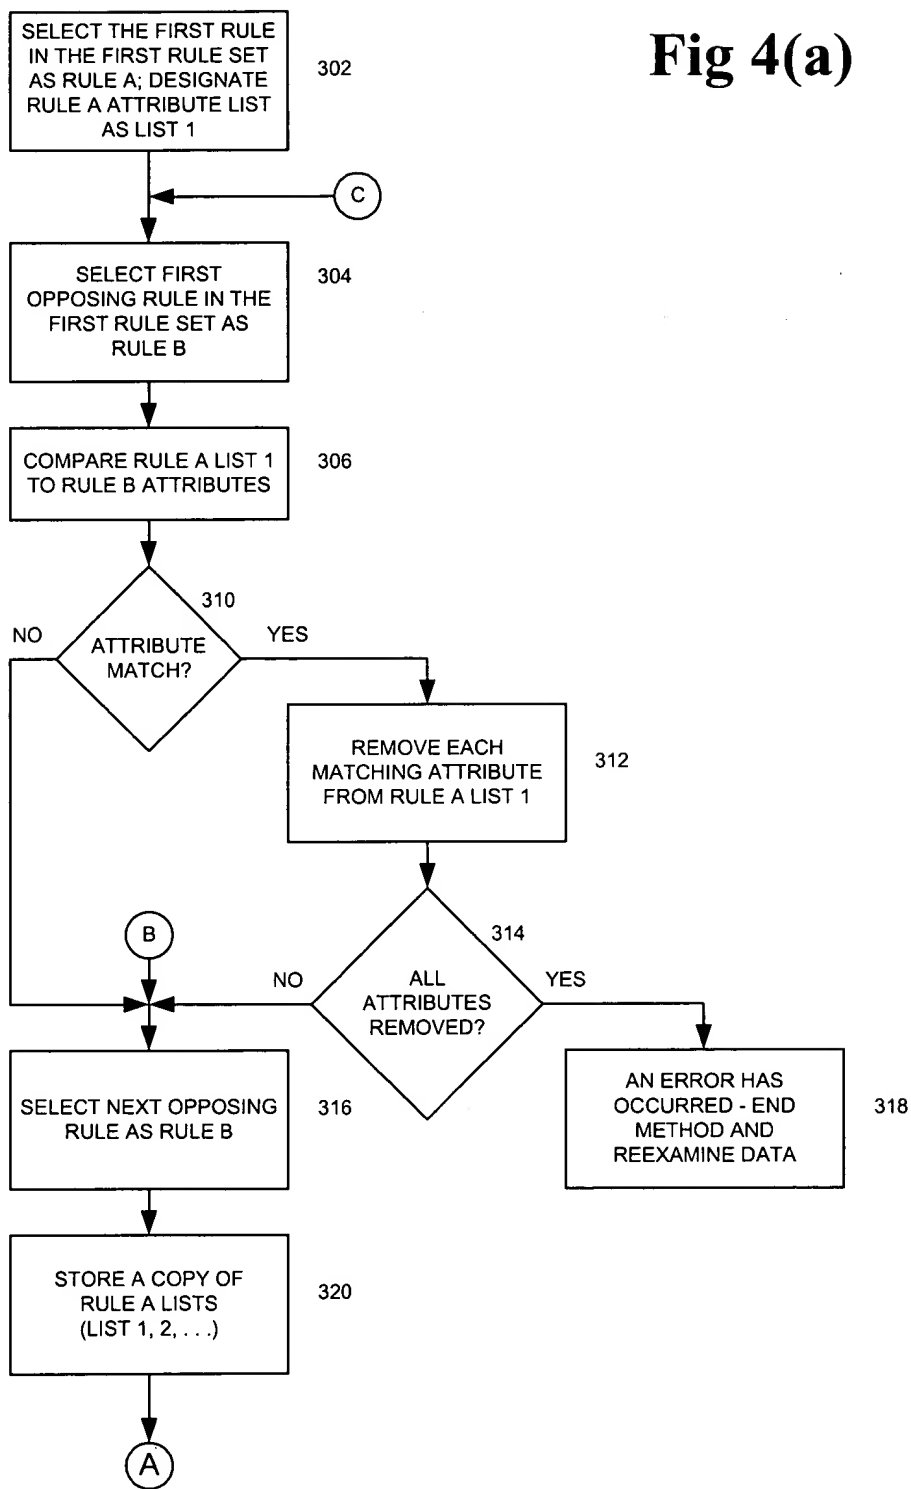 Fig 4(a)
SELECT THE FIRST RULE
IN THE FIRST RULE SET
AS RULE A; DESIGNATE
RULE A ATTRIBUTE LIST
AS LIST 1
302
C
SELECT FIRST
OPPOSING RULE IN THE
FIRST RULE SET AS
RULE B
304
COMPARE RULE A LIST 1
TO RULE B ATTRIBUTES
306
310
NO
ATTRIBUTE
MATCH?
YES
REMOVE EACH
MATCHING ATTRIBUTE
FROM RULE A LIST 1
312
B
314
NO
ALL
ATTRIBUTES
REMOVED?
YES
SELECT NEXT OPPOSING
RULE AS RULE B
316
AN ERROR HAS
OCCURRED - END
METHOD AND
REEXAMINE DATA
318
STORE A COPY OF
RULE A LISTS
(LIST 1, 2, . . .)
320
A